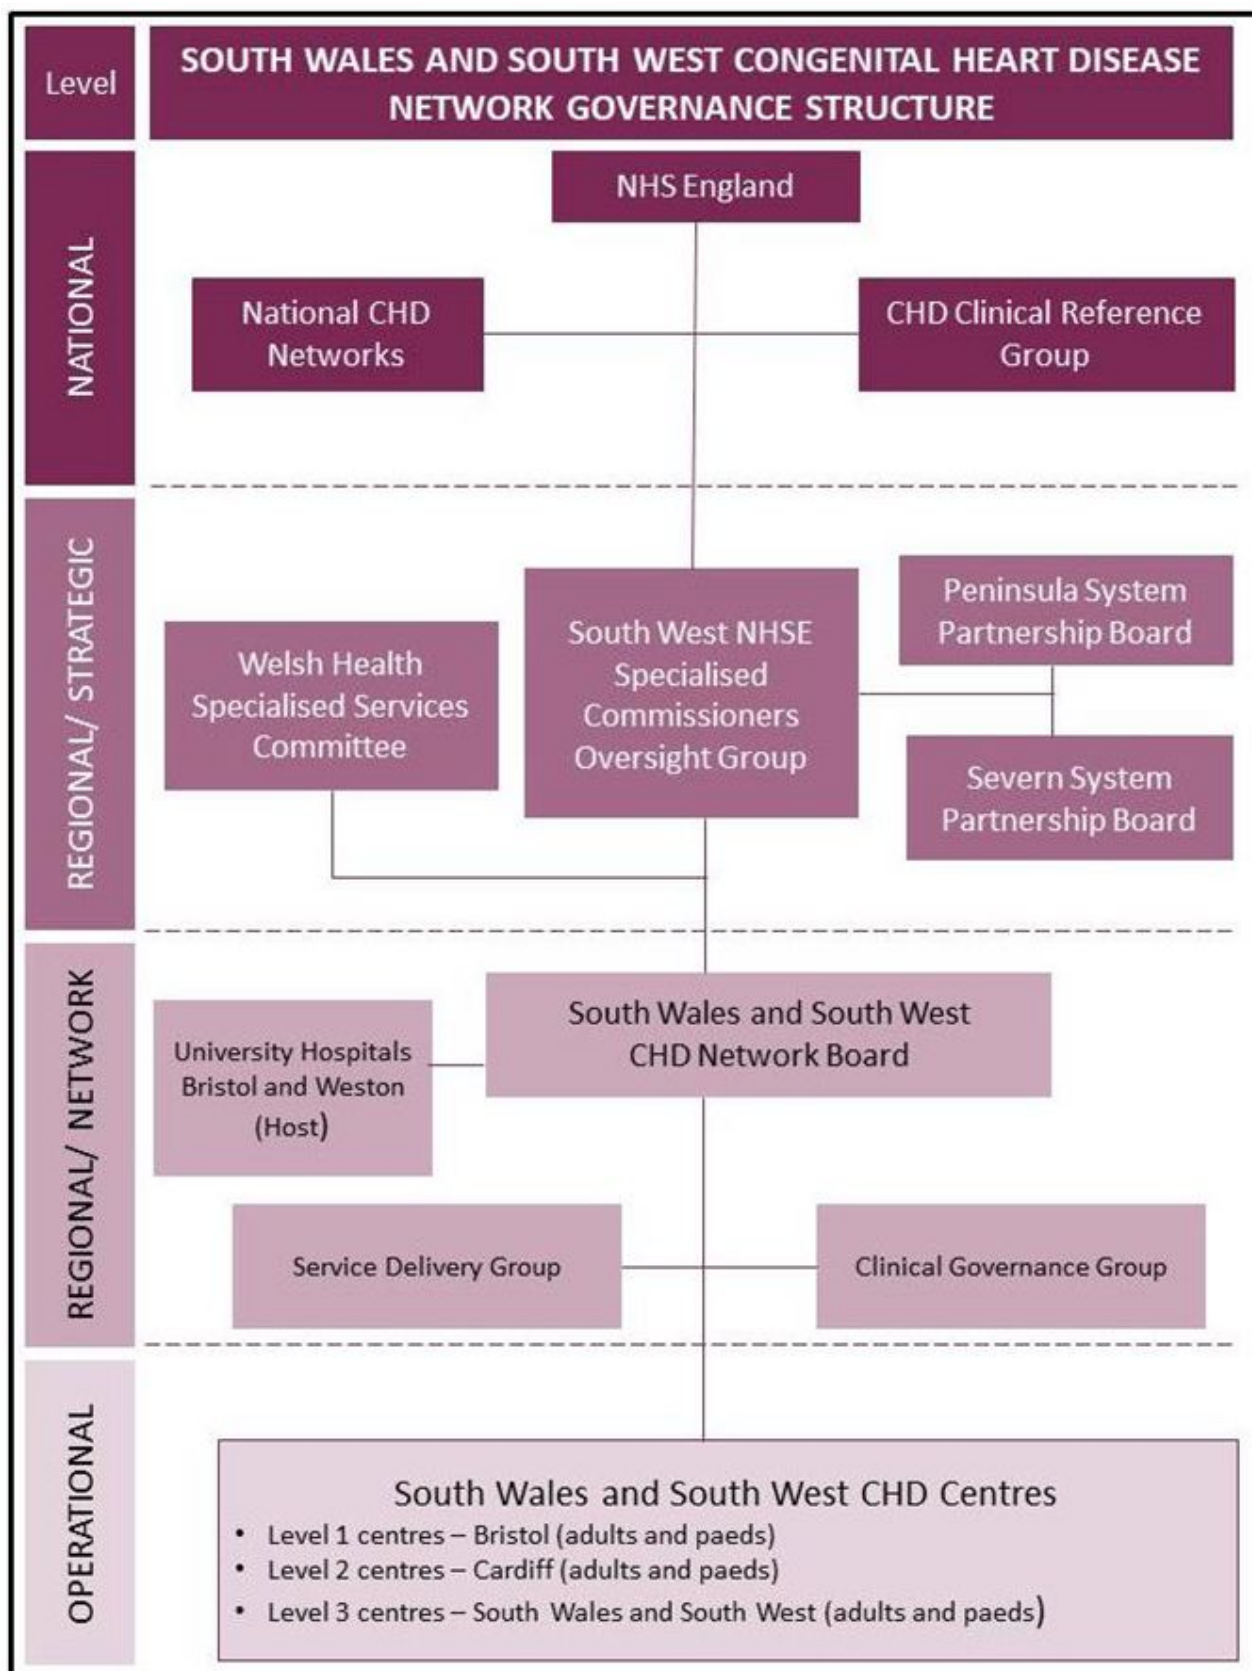 Level
SOUTH WALES AND SOUTH WEST CONGENITAL HEART DISEASE
NETWORK GOVERNANCE STRUCTURE
NATIONAL
NHS England
National CHD
Networks
CHD Clinical Reference
Group
REGIONAL/ STRATEGIC
Welsh Health
Specialised Services
Committee
South West NHSE
Specialised
Commissioners
Oversight Group
Peninsula System
Partnership Board
Severn System
Partnership Board
REGIONAL/ NETWORK
University Hospitals
Bristol and Weston
(Host)
South Wales and South West
CHD Network Board
Service Delivery Group
Clinical Governance Group
OPERATIONAL
South Wales and South West CHD Centres
• Level 1 centres – Bristol (adults and paeds)
• Level 2 centres – Cardiff (adults and paeds)
• Level 3 centres – South Wales and South West (adults and paeds)